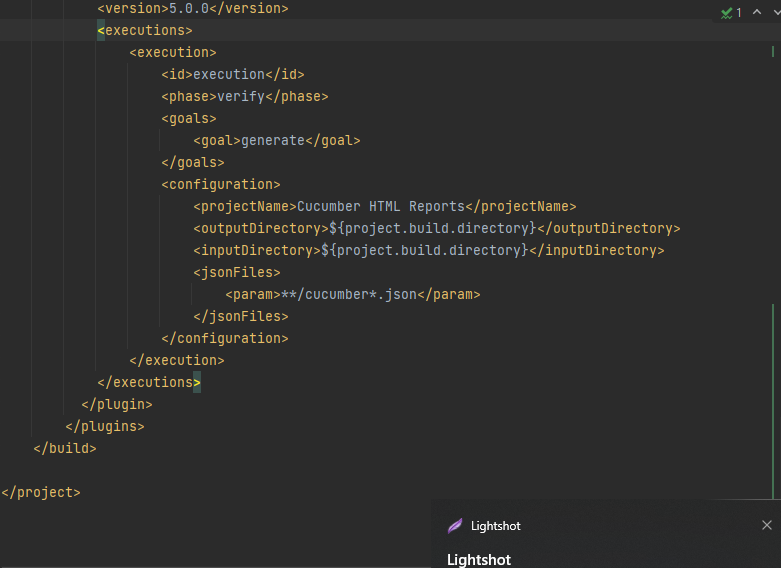 <version>5.0.0</version>
1
<executions>
<execution>
<id>execution</id>
<phase>verify</phase>
<goals>
<goal>generate</goal>
</goals>
<configuration>
<projectName>Cucumber HTML Reports</projectName>
<outputDirectory>${project.build.directory}</outputDirectory>
<inputDirectory>${project.build.directory}</inputDirectory>
<jsonFiles>
<param>**/cucumber*.json</param>
</jsonFiles>
</configuration>
</execution>
</executions>
</plugin>
</plugins>
</build>
</project>
Lightshot
Lightshot